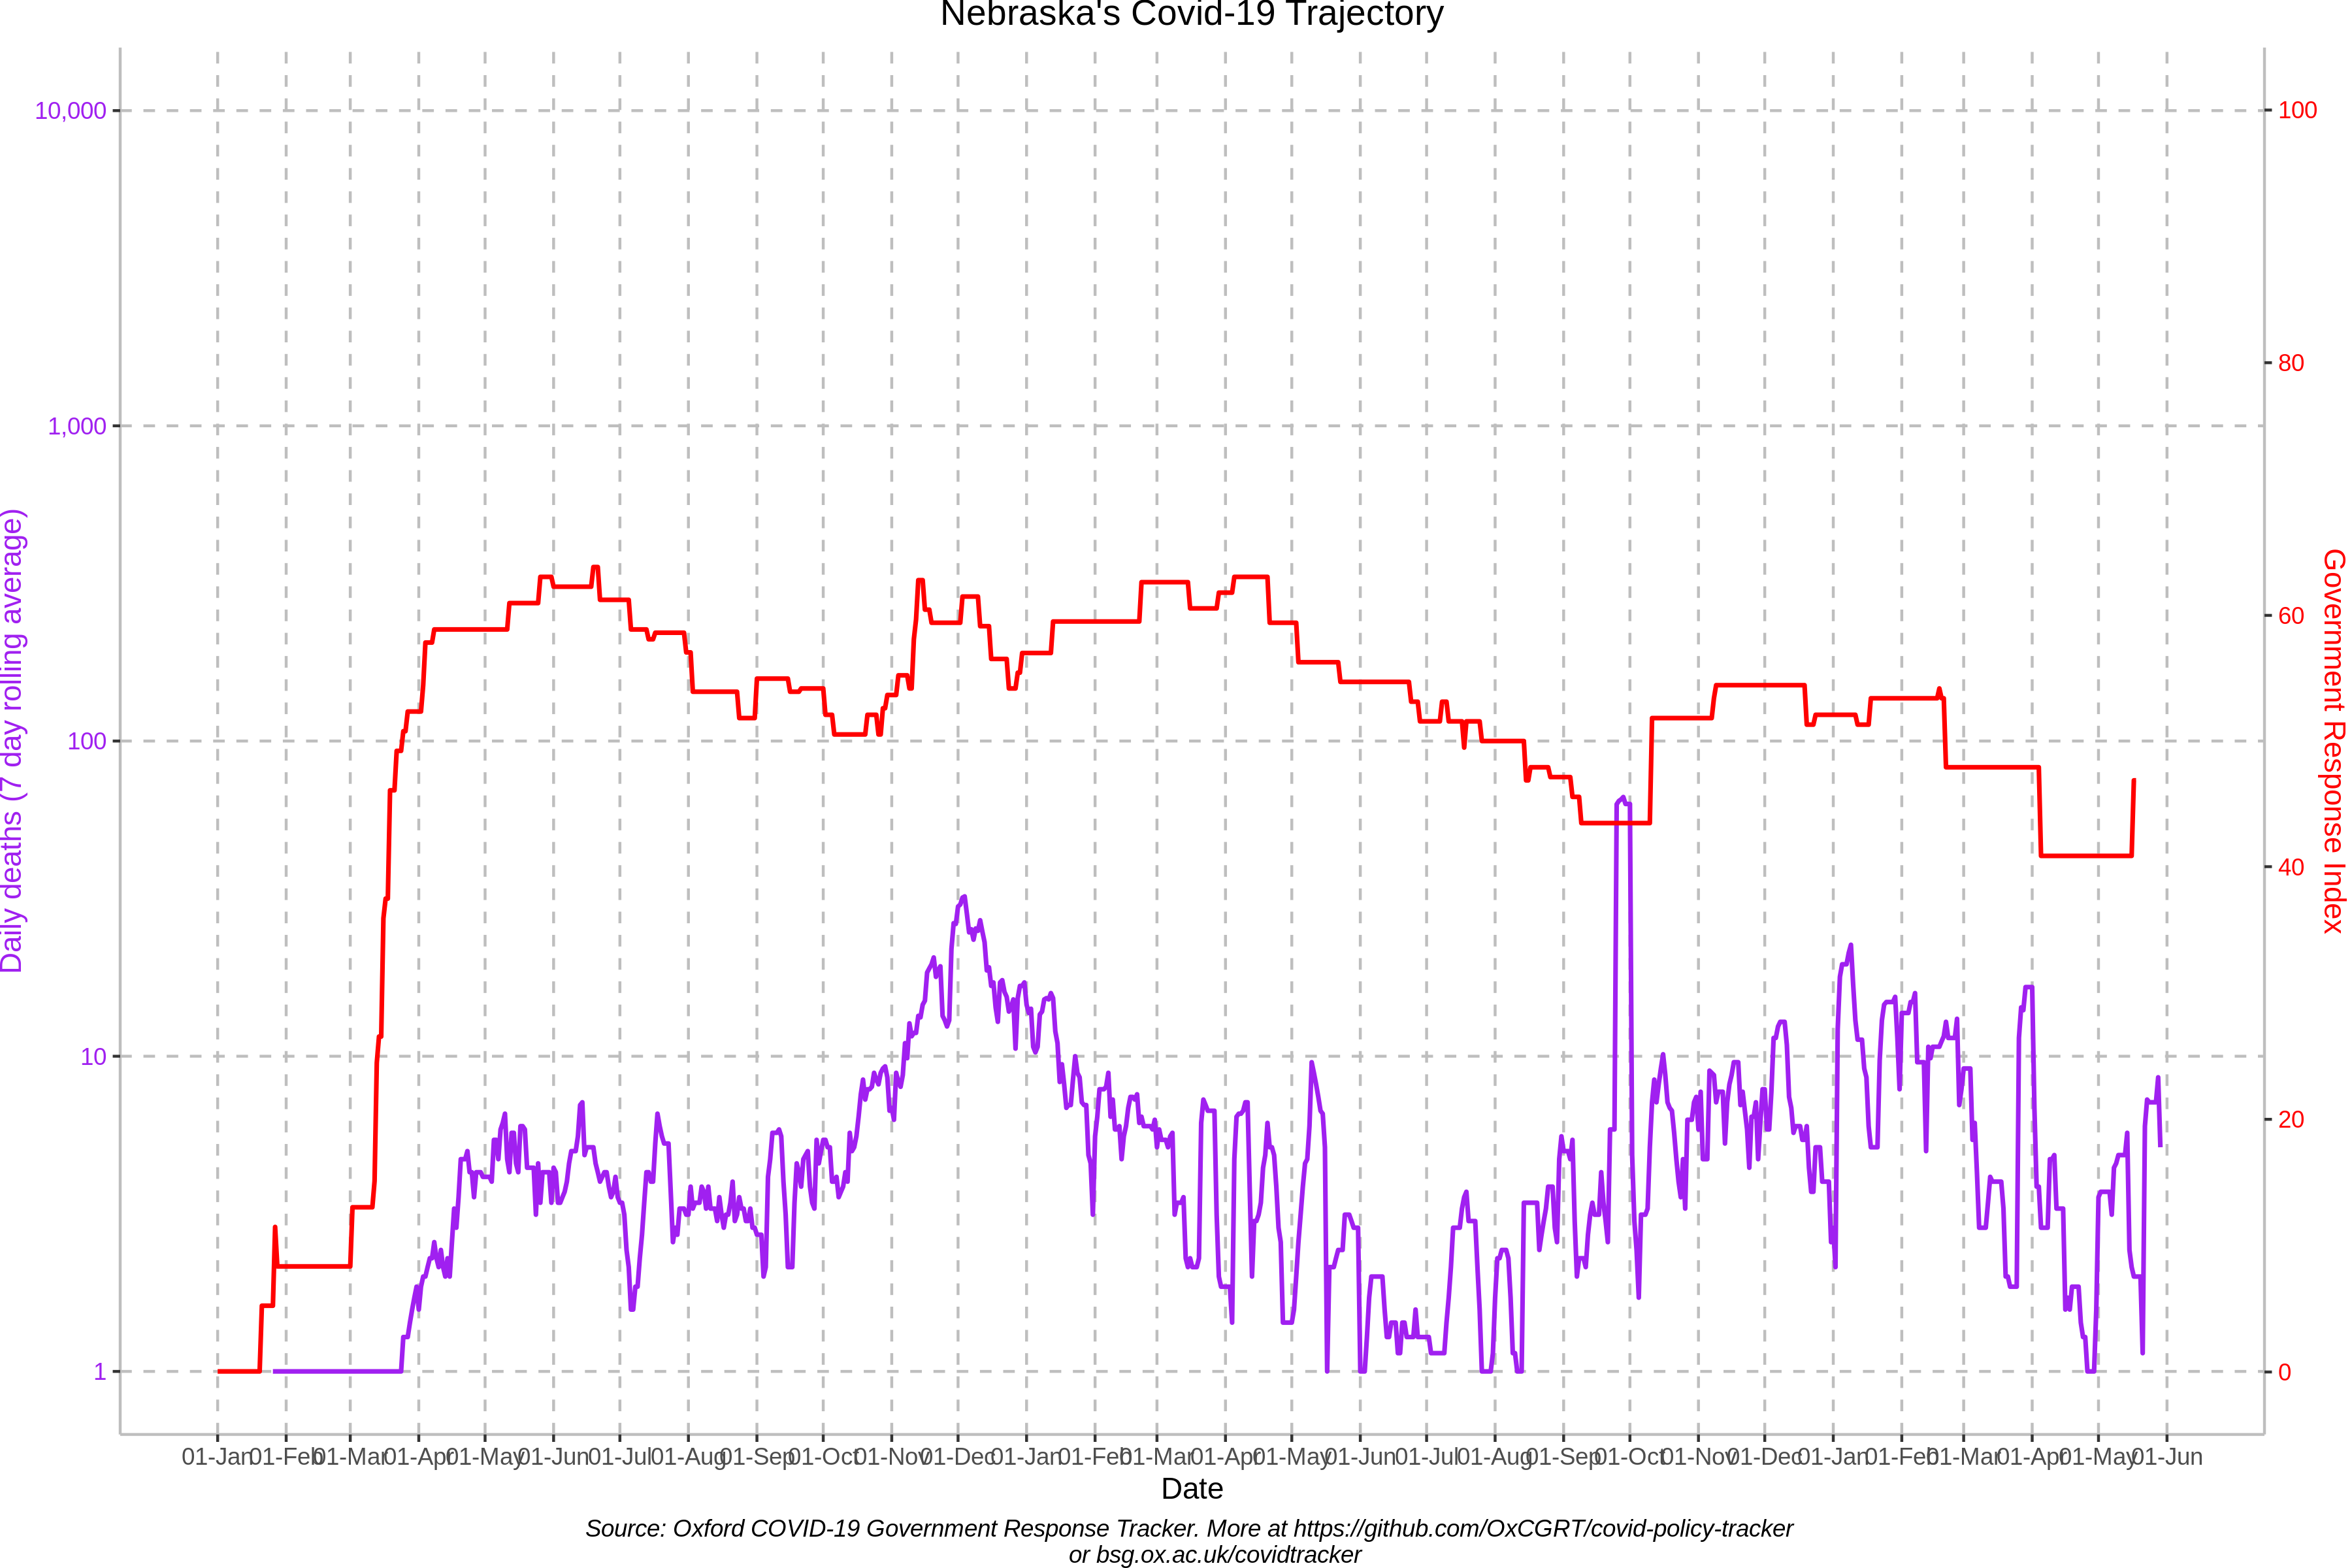 Nebraska's Covid-19 Trajectory
10,000
1,000
100
10
1
Daily deaths (7 day rolling average)
100
80
60
40
20
0
Government Response Index
01-Jan 01-Feb 01-Mar 01-Apr 01-May 01-Jun 01-Jul 01-Aug 01-Sep 01-Oct 01-Nov 01-Dec 01-Jan 01-Feb 01-Mar 01-Apr 01-May 01-Jun 01-Jul 01-Aug 01-Sep 01-Oct 01-Nov 01-Dec 01-Jan 01-Feb 01-Mar 01-Apr 01-May 01-Jun
Date
Source: Oxford COVID-19 Government Response Tracker. More at https://github.com/OxCGRT/covid-policy-tracker
or bsg.ox.ac.uk/covidtracker